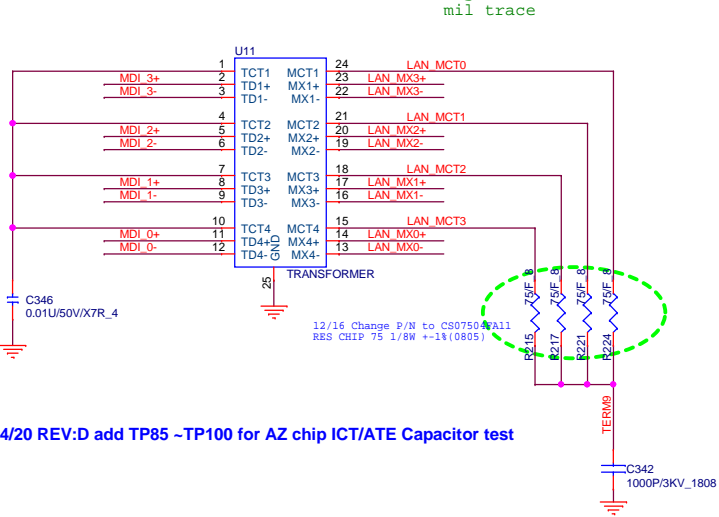 mil trace
U11
1 TCT1 MCT1 24 LAN_MCT0
MDI_3+ 2 TD1+ MX1+ 23 LAN_MX3+
MDI_3- 3 TD1- MX1- 22 LAN_MX3-
4 TCT2 MCT2 21 LAN_MCT1
MDI_2+ 5 TD2+ MX2+ 20 LAN_MX2+
MDI_2- 6 TD2- MX2- 19 LAN_MX2-
7 TCT3 MCT3 18 LAN_MCT2
MDI_1+ 8 TD3+ MX3+ 17 LAN_MX1+
MDI_1- 9 TD3- MX3- 16 LAN_MX1-
10 TCT4 MCT4 15 LAN_MCT3
MDI_0+ 11 TD4+ MX4+ 14 LAN_MX0+
MDI_0- 12 TD4- MX4- 13 LAN_MX0-
GND
25
TRANSFORMER
C346
0.01U/50V/X7R_4
75/F_8 75/F_8 75/F_8 75/F_8
R215 R217 R221 R224
12/16 Change P/N to CS07504FA11
RES CHIP 75 1/8W +-1%(0805)
TERM9
4/20 REV:D add TP85 ~TP100 for AZ chip ICT/ATE Capacitor test
C342
1000P/3KV_1808